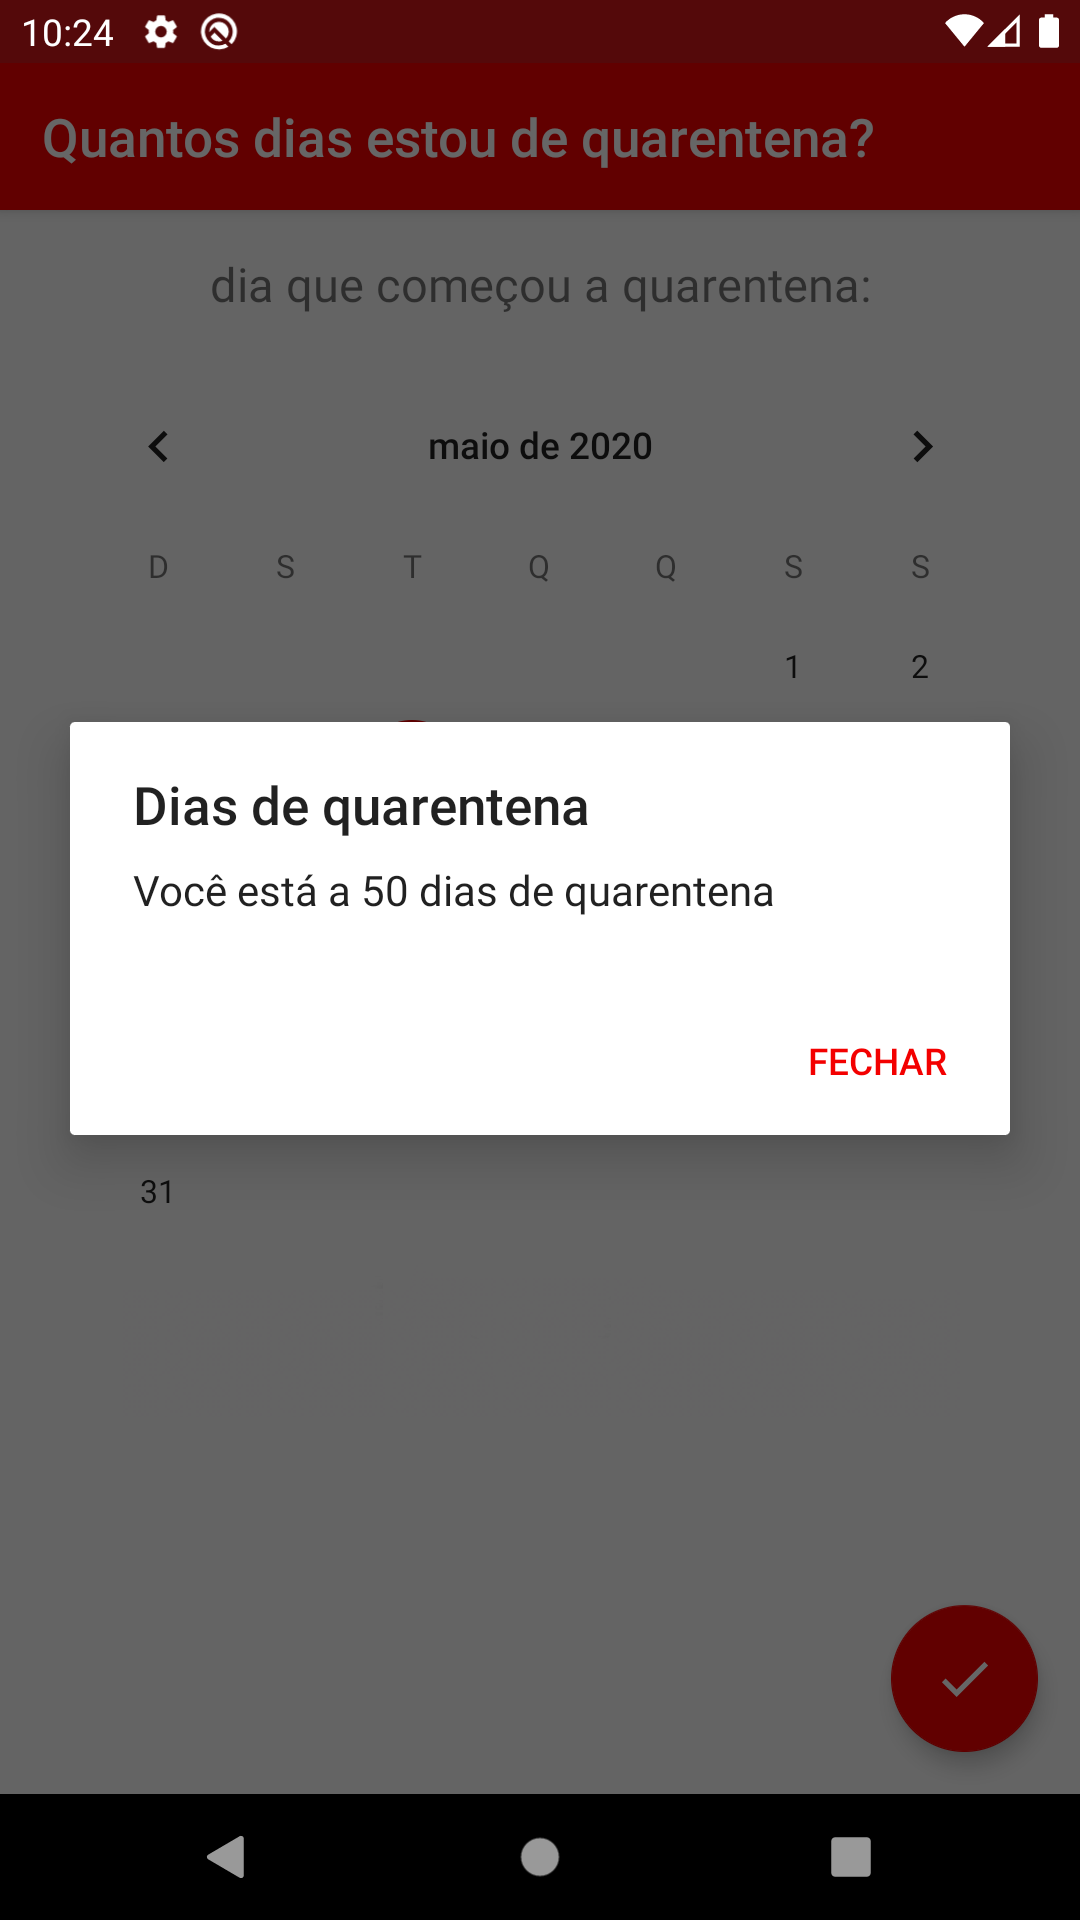 10:24
Quantos dias estou de quarentena?
dia que começou a quarentena:
maio de 2020
D S T Q Q S S
1 2
Dias de quarentena
Você está a 50 dias de quarentena
FECHAR
31